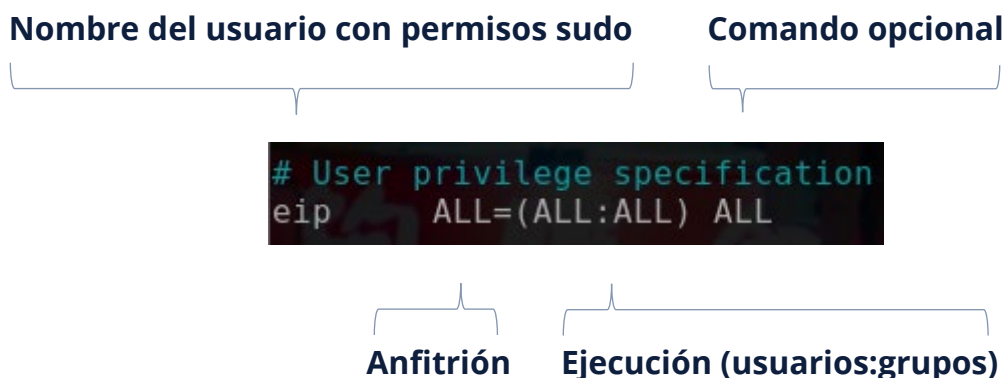 Nombre del usuario con permisos sudo Comando opcional
# User privilege specification
eip ALL=(ALL:ALL) ALL
Anfitrión Ejecución (usuarios:grupos)